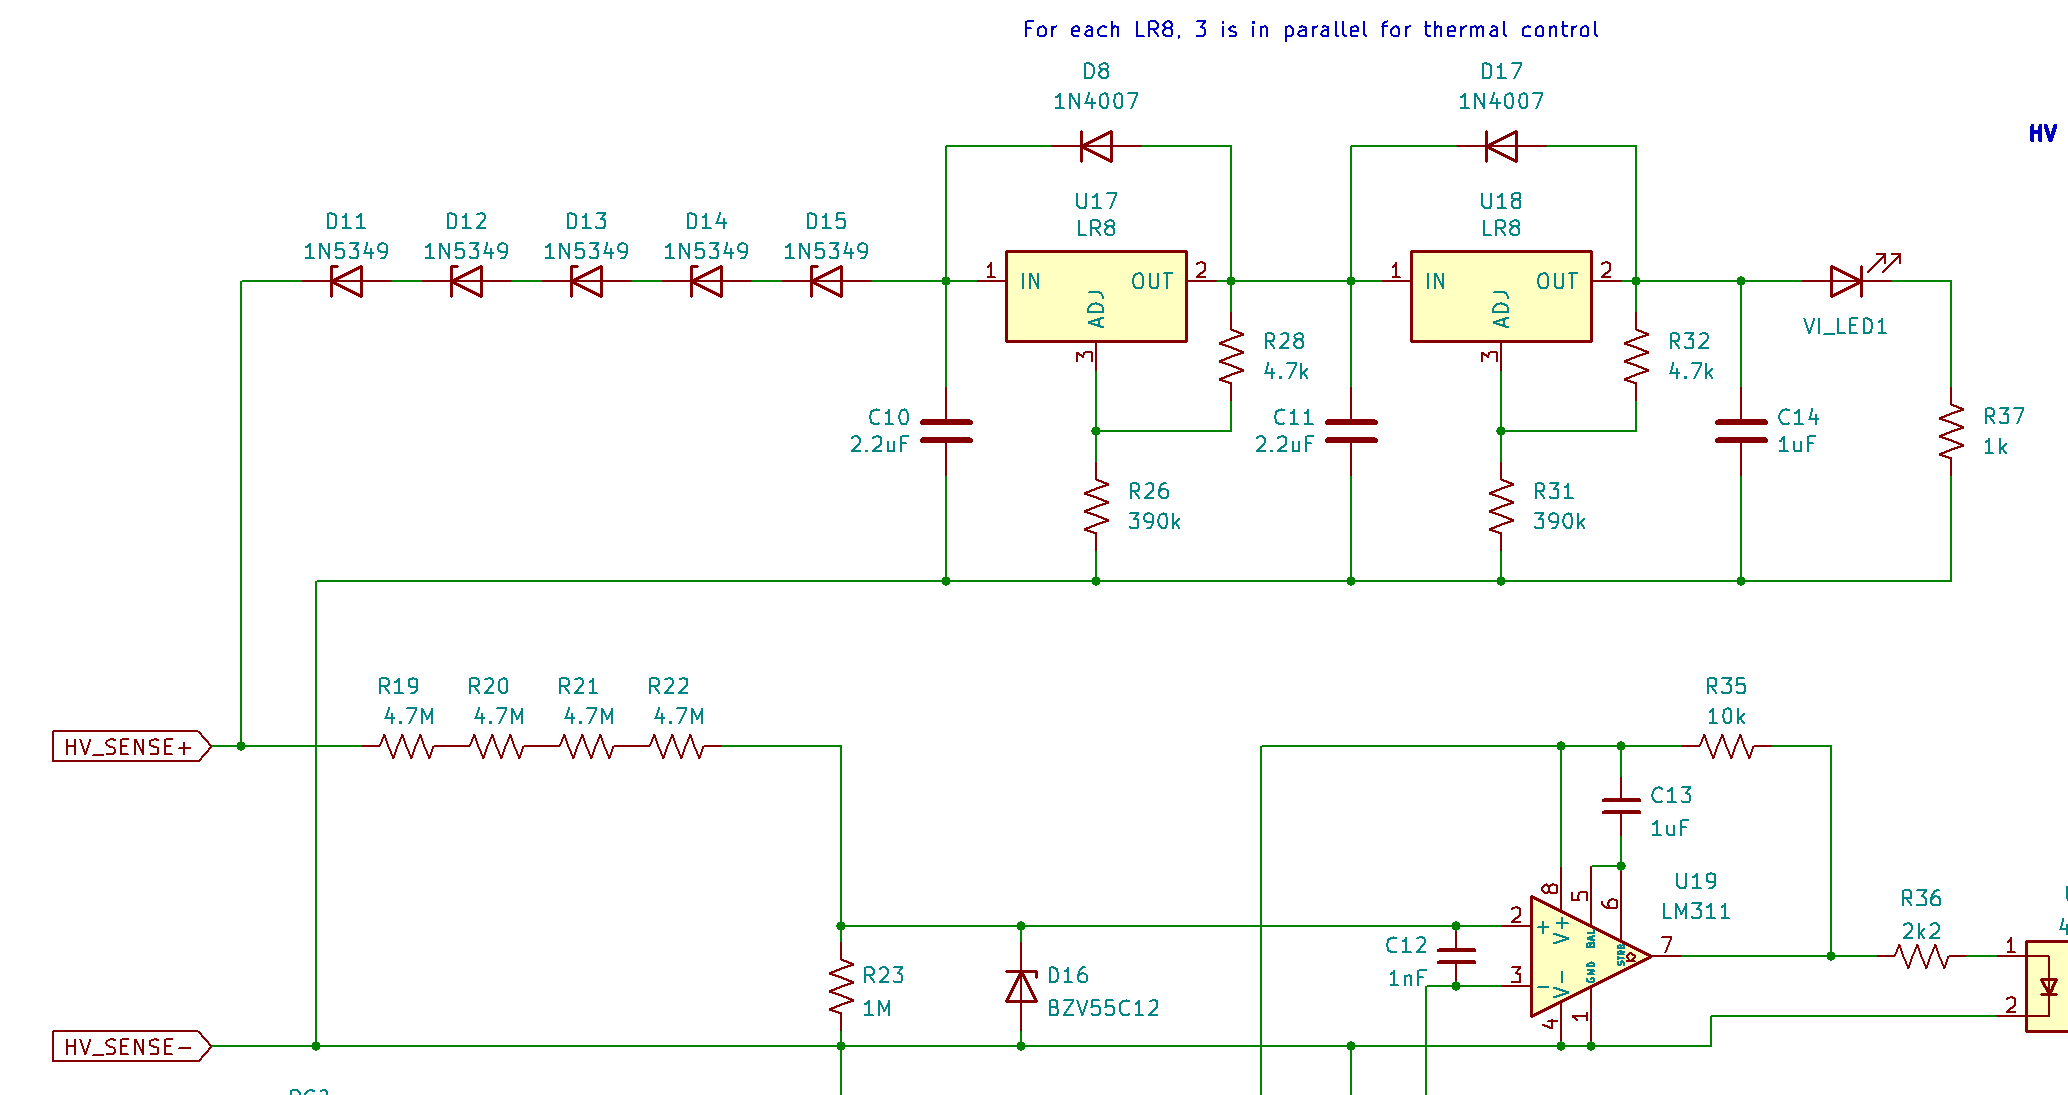 For each LR8, 3 is in parallel for thermal control
D8
1N4007
D17
1N4007
HV
D11
1N5349
D12
1N5349
D13
1N5349
D14
1N5349
D15
1N5349
U17
LR8
1
IN
OUT
2
ADJ
3
U18
LR8
1
IN
OUT
2
ADJ
3
VI_LED1
R28
4.7k
R32
4.7k
C10
2.2uF
C11
2.2uF
C14
1uF
R37
1k
R26
390k
R31
390k
R19
4.7M
R20
4.7M
R21
4.7M
R22
4.7M
R35
10k
HV_SENSE+
C13
1uF
U19
LM311
8
5
6
2
+
V+
BAL
STRB
7
C12
1nF
3
-
V-
GND
4
1
R36
2k2
1
2
R23
1M
D16
BZV55C12
HV_SENSE-